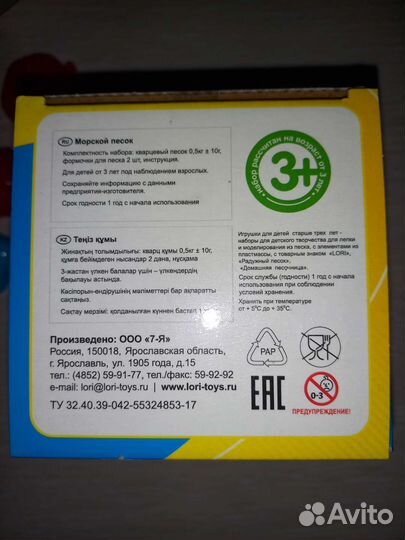 RU Морской песок
Комплектность набора: кварцевый песок 0,5кг ± 10г,
формочки для песка 2 шт, инструкция.
Для детей от 3 лет под наблюдением взрослых.
Сохраняйте информацию с данными
предприятия-изготовителя.
Срок годности 1 год с начала использования
KZ Теңіз құмы
Жинақтың толымдығы: кварц құмы 0,5кг ± 10г,
құмға беймделген нысандар 2 дана, нұсқама
3-жастан үлкен балалар үшін – үлкендердің
бақылауы астында.
Кәсіпорын-өндірушінің мәліметтері бар ақпаратты
сақтаңыз.
Сақтау мерзімі: қолданылған күннен бастап 1
набор рассчитан на возраст от 3 лет
3+
Игрушки для детей старше трех лет -
наборы для детского творчества для лепки
и моделирования из песка, с элементами из
пластмассы, с товарным знаком «LORI»,
«Радужный песок»,
«Домашняя песочница».
Срок (годности) 1 год с начала использования
при соблюдении
условий хранения.
Хранить при температуре
от + 5°C до + 35°C.
Произведено: ООО «7-Я»
Россия, 150018, Ярославская область,
г. Ярославль, ул. 1905 года, д.15
тел.: (4852) 59-91-77, тел./факс: 59-92-92
e-mail: lori@lori-toys.ru | www.lori-toys.ru
ТУ 32.40.39-042-55324853-17
PAP
EAC
0-3
ПРЕДУПРЕЖДЕНИЕ!
Avito